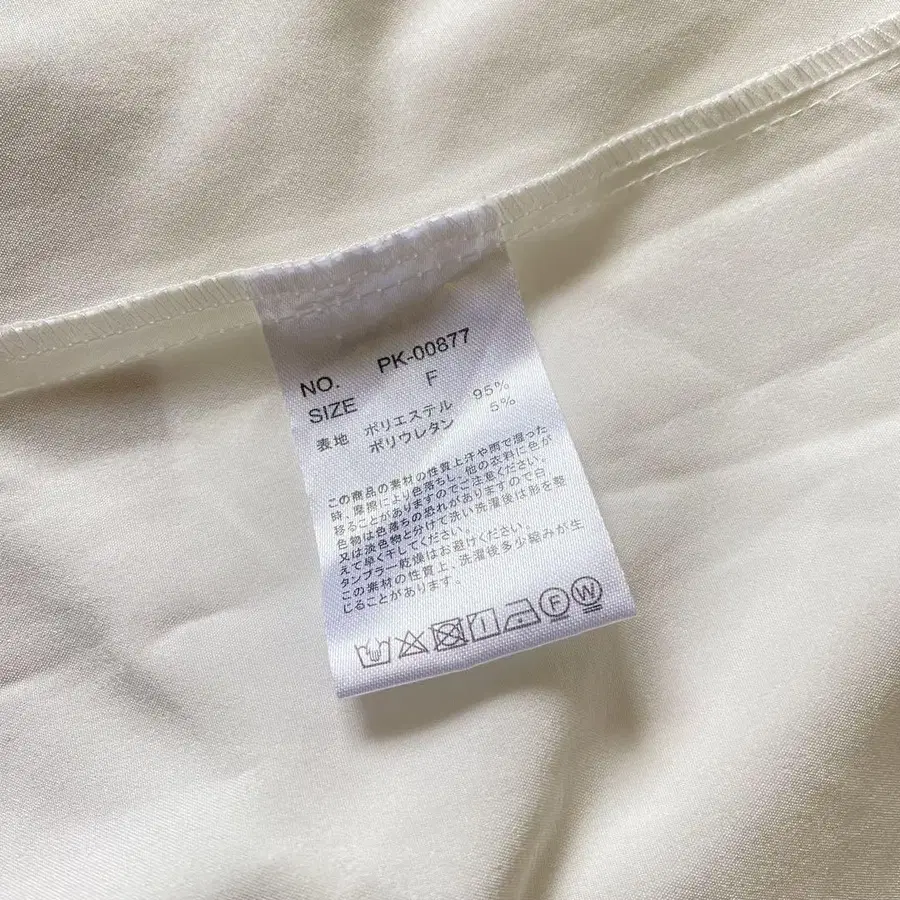 NO. PK-00877
SIZE F
表地 ポリエステル 95%
ポリウレタン 5%
この商品の素材の性質上汗や雨で湿った
時、摩擦により色落ちし、他の衣料に色が
移ることがありますのでご注意ください。
色物は色落ちの恐れがありますので白
又は淡色物と分けて洗い洗濯後は形を整
えて早く干してください。
タンブラー乾燥はお避けください。
この素材の性質上、洗濯後多少縮みが生
じることがあります。
F W